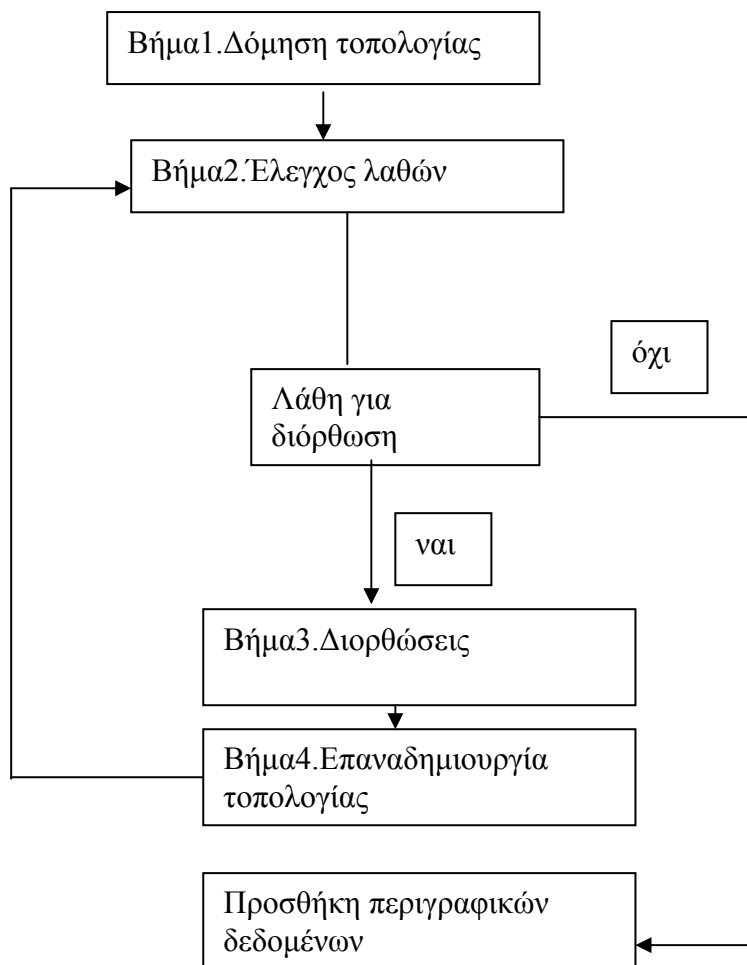 Βήμα1.Δόμηση τοπολογίας
Βήμα2.Έλεγχος λαθών
όχι
Λάθη για
διόρθωση
ναι
Βήμα3.Διορθώσεις
Βήμα4.Επαναδημιουργία
τοπολογίας
Προσθήκη περιγραφικών
δεδομένων